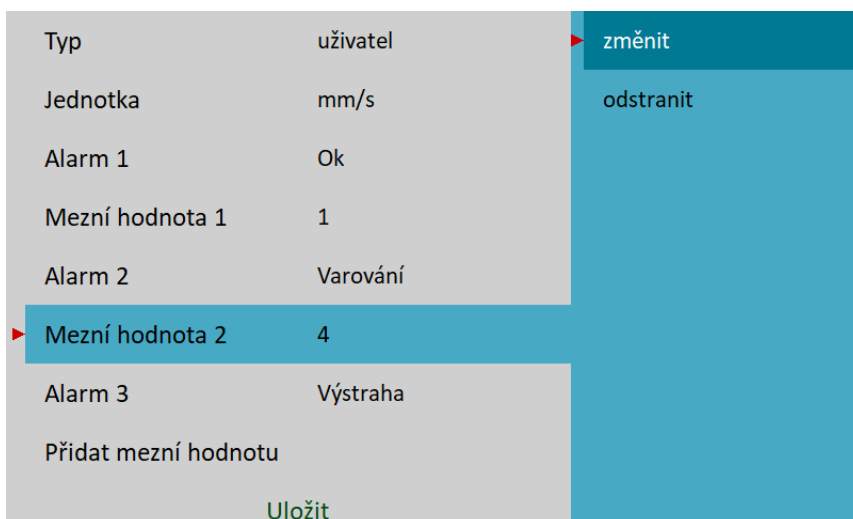 Typ uživatel změnit
Jednotka mm/s odstranit
Alarm 1 Ok
Mezní hodnota 1 1
Alarm 2 Varování
Mezní hodnota 2 4
Alarm 3 Výstraha
Přidat mezní hodnotu
Uložit